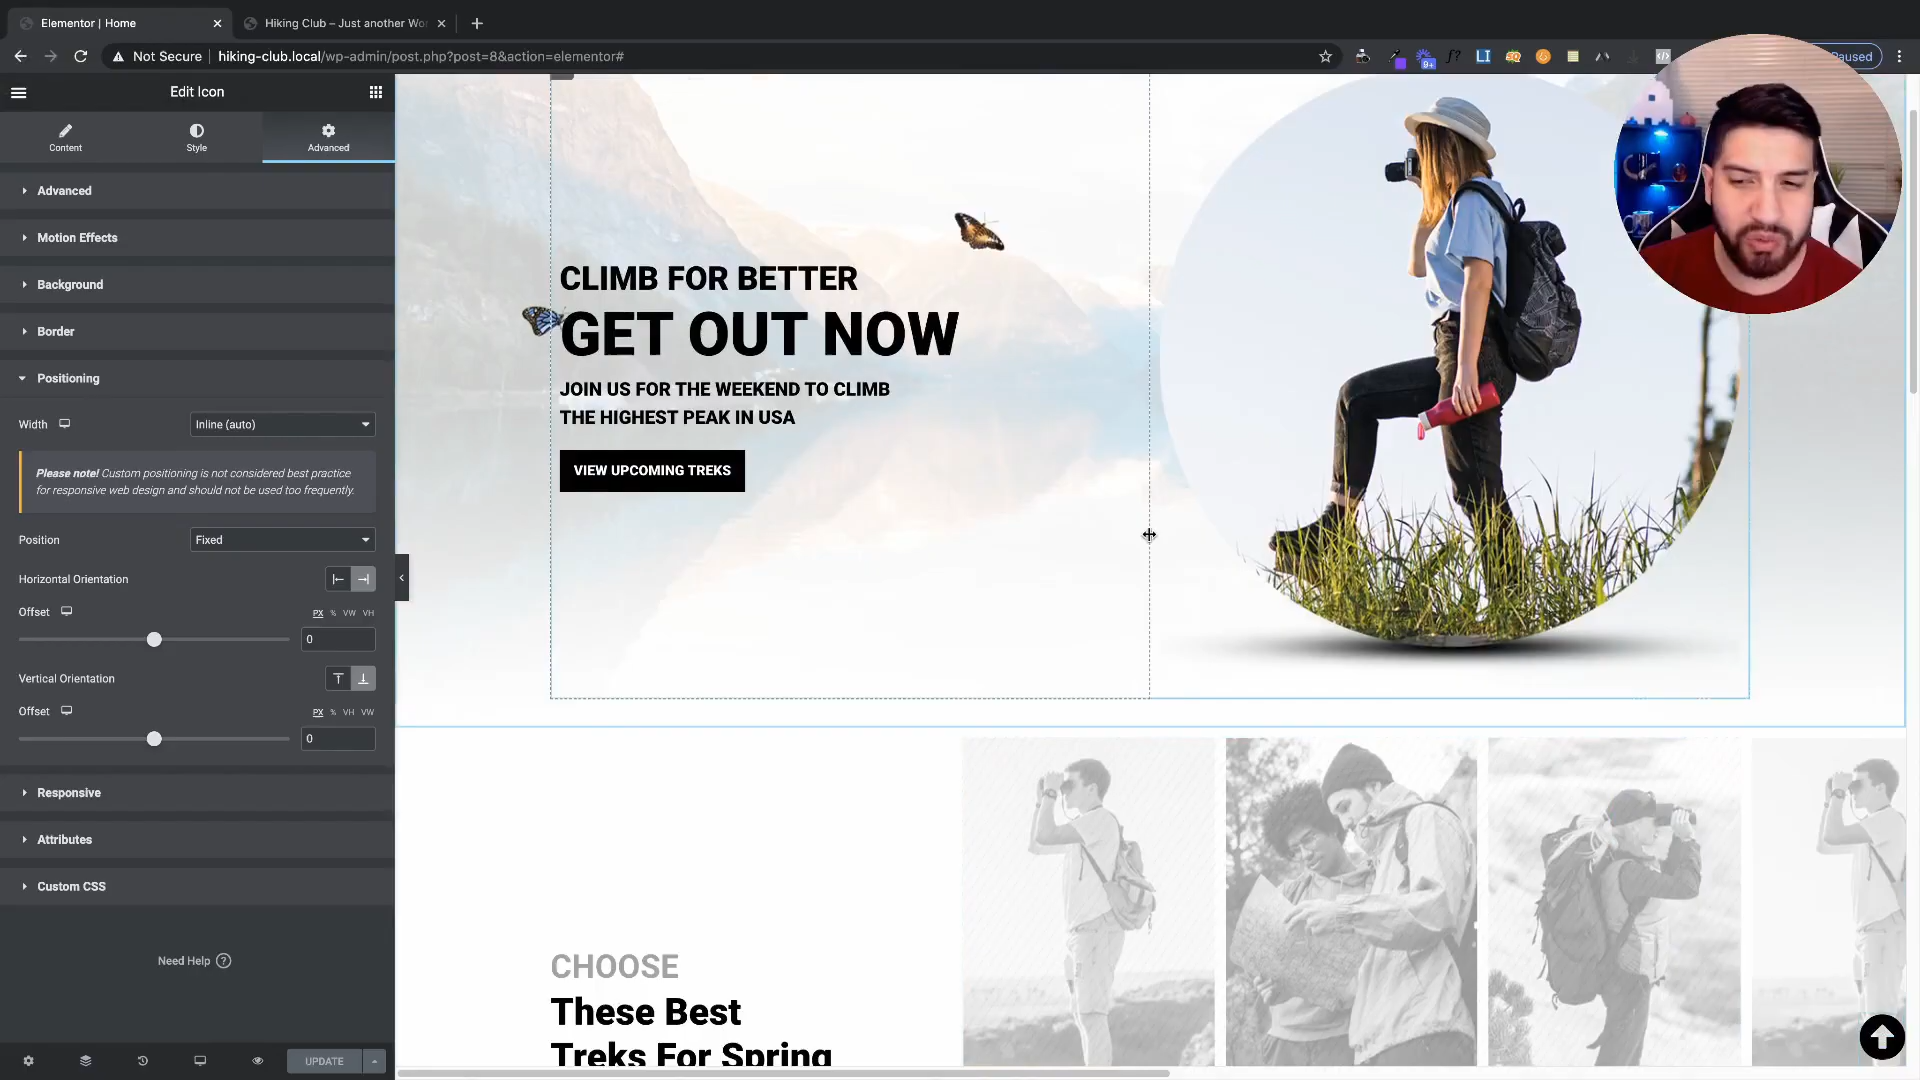 Elementor | Home
Hiking Club – Just another Wo
Not Secure
hiking-club.local/wp-admin/post.php?post=8&action=elementor#
9+
f?
LI
Paused
Edit Icon
Content
Style
Advanced
Advanced
Motion Effects
Background
Border
Positioning
Width
Inline (auto)
Please note! Custom positioning is not considered best practice
for responsive web design and should not be used too frequently.
Position
Fixed
Horizontal Orientation
Offset
PX % VW VH
0
Vertical Orientation
Offset
PX % VH VW
0
Responsive
Attributes
Custom CSS
Need Help
UPDATE
CLIMB FOR BETTER
GET OUT NOW
JOIN US FOR THE WEEKEND TO CLIMB
THE HIGHEST PEAK IN USA
VIEW UPCOMING TREKS
CHOOSE
These Best
Treks For Spring